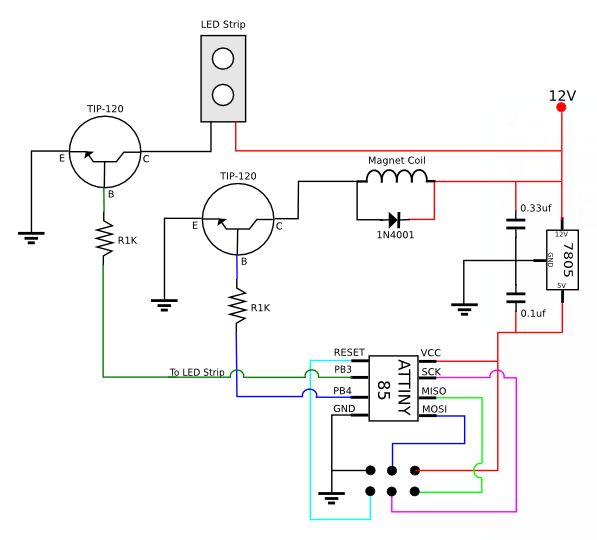 LED Strip
12V
TIP-120
E
C
B
R1K
TIP-120
E
C
B
R1K
Magnet Coil
1N4001
0.33uf
0.1uf
12V
GND
7805
5V
To LED Strip
RESET
PB3
PB4
GND
ATTINY
85
VCC
SCK
MISO
MOSI